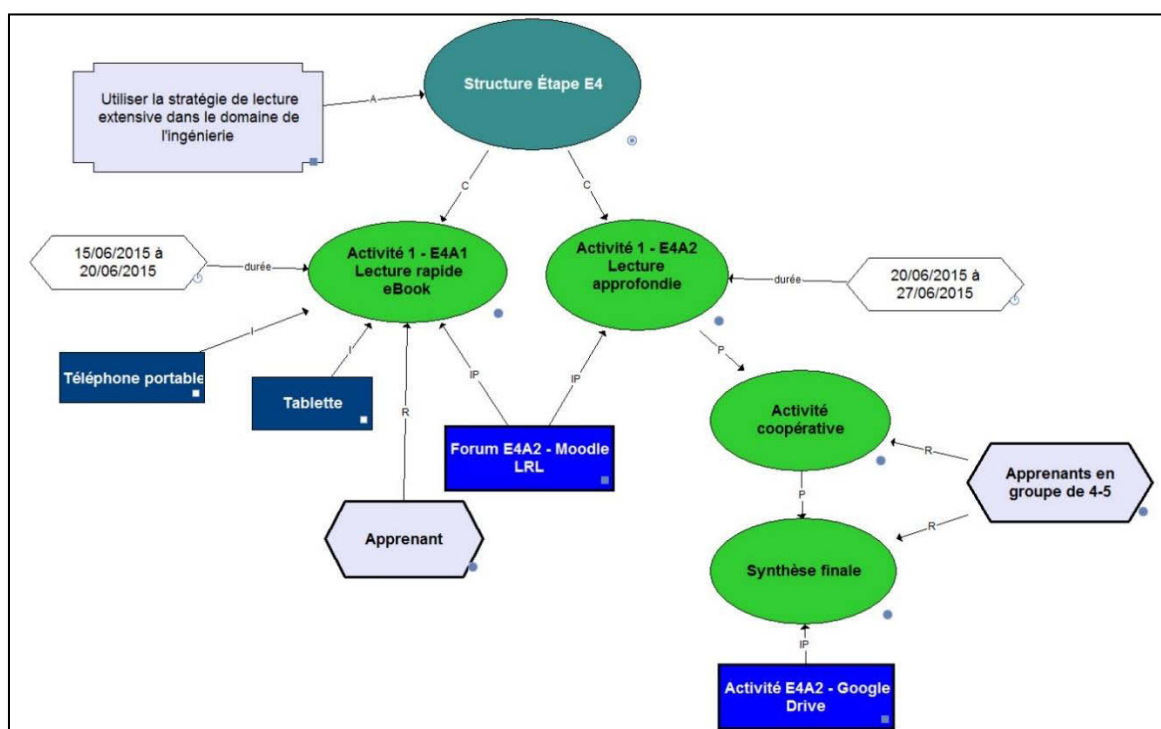 Structure Étape E4
Utiliser la stratégie de lecture
extensive dans le domaine de
l'ingénierie
A
C
C
15/06/2015 à
20/06/2015
durée
Activité 1 - E4A1
Lecture rapide
eBook
Activité 1 - E4A2
Lecture
approfondie
durée
20/06/2015 à
27/06/2015
I
Téléphone portable
I
Tablette
R
IP
IP
Forum E4A2 - Moodle
LRL
P
Activité
coopérative
R
Apprenants en
groupe de 4-5
P
R
Apprenant
Synthèse finale
IP
Activité E4A2 - Google
Drive